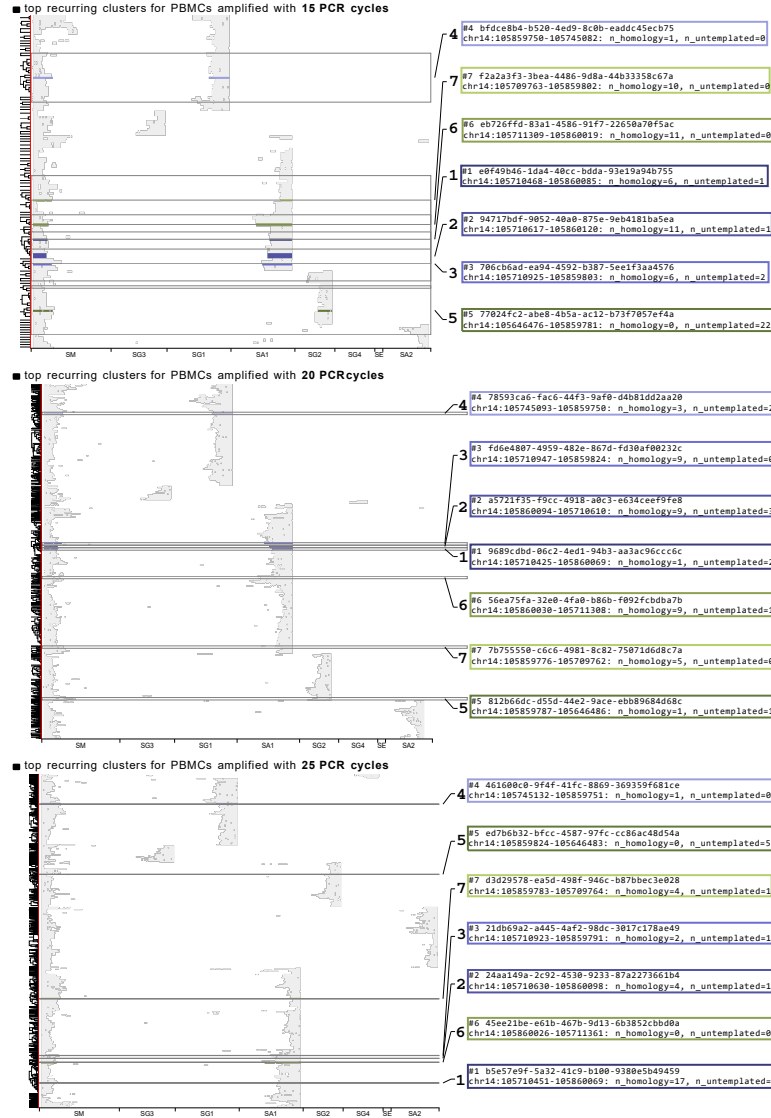 ■ top recurring clusters for PBMCs amplified with 15 PCR cycles
4 #4 bfdce8b4-b520-4ed9-8c0b-eaddc45ecb75
chr14:105859750-105745082: n_homology=1, n_untemplated=0
7 #7 f2a2a3f3-3bea-4486-9d8a-44b33358c67a
chr14:105709763-105859802: n_homology=10, n_untemplated=0
6 #6 eb726ffd-83a1-4586-91f7-22650a70f5ac
chr14:105711309-105860019: n_homology=11, n_untemplated=0
1 #1 e0f49b46-1da4-40cc-bdda-93e19a94b755
chr14:105710468-105860085: n_homology=6, n_untemplated=1
2 #2 94717bdf-9052-40a0-875e-9eb4181ba5ea
chr14:105710617-105860120: n_homology=11, n_untemplated=1
3 #3 706cb6ad-ea94-4592-b387-5ee1f3aa4576
chr14:105710925-105859803: n_homology=6, n_untemplated=2
5 #5 77024fc2-abe8-4b5a-ac12-b73f7057ef4a
chr14:105646476-105859781: n_homology=0, n_untemplated=22
SM SG3 SG1 SA1 SG2 SG4 SE SA2
■ top recurring clusters for PBMCs amplified with 20 PCRcycles
4 #4 78593ca6-fac6-44f3-9af0-d4b81dd2aa20
chr14:105745093-105859750: n_homology=3, n_untemplated=2
3 #3 fd6e4807-4959-482e-867d-fd30af00232c
chr14:105710947-105859824: n_homology=9, n_untemplated=0
2 #2 a5721f35-f9cc-4918-a0c3-e634ceef9fe8
chr14:105860094-105710610: n_homology=9, n_untemplated=3
1 #1 9689cdbd-06c2-4ed1-94b3-aa3ac96ccc6c
chr14:105710425-105860069: n_homology=1, n_untemplated=2
6 #6 56ea75fa-32e0-4fa0-b86b-f092fcbdba7b
chr14:105860030-105711308: n_homology=9, n_untemplated=1
7 #7 7b755550-c6c6-4981-8c82-75071d6d8c7a
chr14:105859776-105709762: n_homology=5, n_untemplated=0
5 #5 812b66dc-d55d-44e2-9ace-ebb89684d68c
chr14:105859787-105646486: n_homology=1, n_untemplated=1
SM SG3 SG1 SA1 SG2 SG4 SE SA2
■ top recurring clusters for PBMCs amplified with 25 PCR cycles
4 #4 461600c0-9f4f-41fc-8869-369359f681ce
chr14:105745132-105859751: n_homology=1, n_untemplated=0
5 #5 ed7b6b32-bfcc-4587-97fc-cc86ac48d54a
chr14:105859824-105646483: n_homology=0, n_untemplated=5
7 #7 d3d29578-ea5d-498f-946c-b87bbec3e028
chr14:105859783-105709764: n_homology=4, n_untemplated=1
3 #3 21db69a2-a445-4af2-98dc-3017c178ae49
chr14:105710923-105859791: n_homology=2, n_untemplated=1
2 #2 24aa149a-2c92-4530-9233-87a2273661b4
chr14:105710630-105860098: n_homology=4, n_untemplated=1
6 #6 45ee21be-e61b-467b-9d13-6b3852cbbd0a
chr14:105860026-105711361: n_homology=0, n_untemplated=0
1 #1 b5e57e9f-5a32-41c9-b100-9380e5b49459
chr14:105710451-105860069: n_homology=17, n_untemplated=
SM SG3 SG1 SA1 SG2 SG4 SE SA2